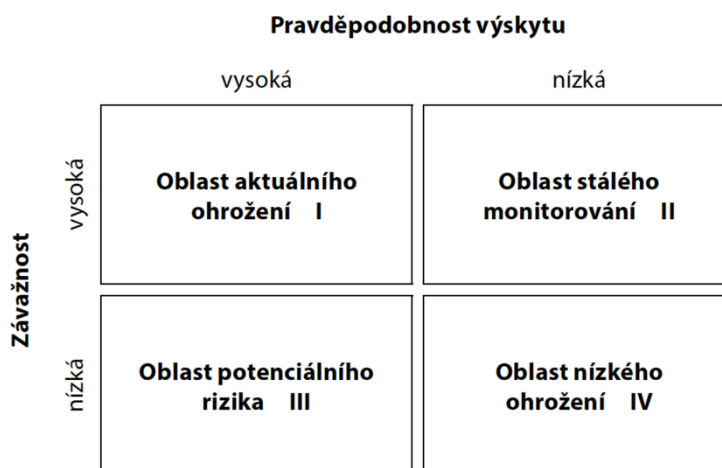 Pravděpodobnost výskytu
vysoká nízká
vysoká
Oblast aktuálního
ohrožení I
Oblast stálého
monitorování II
Závažnost
nízká
Oblast potenciálního
rizika III
Oblast nízkého
ohrožení IV